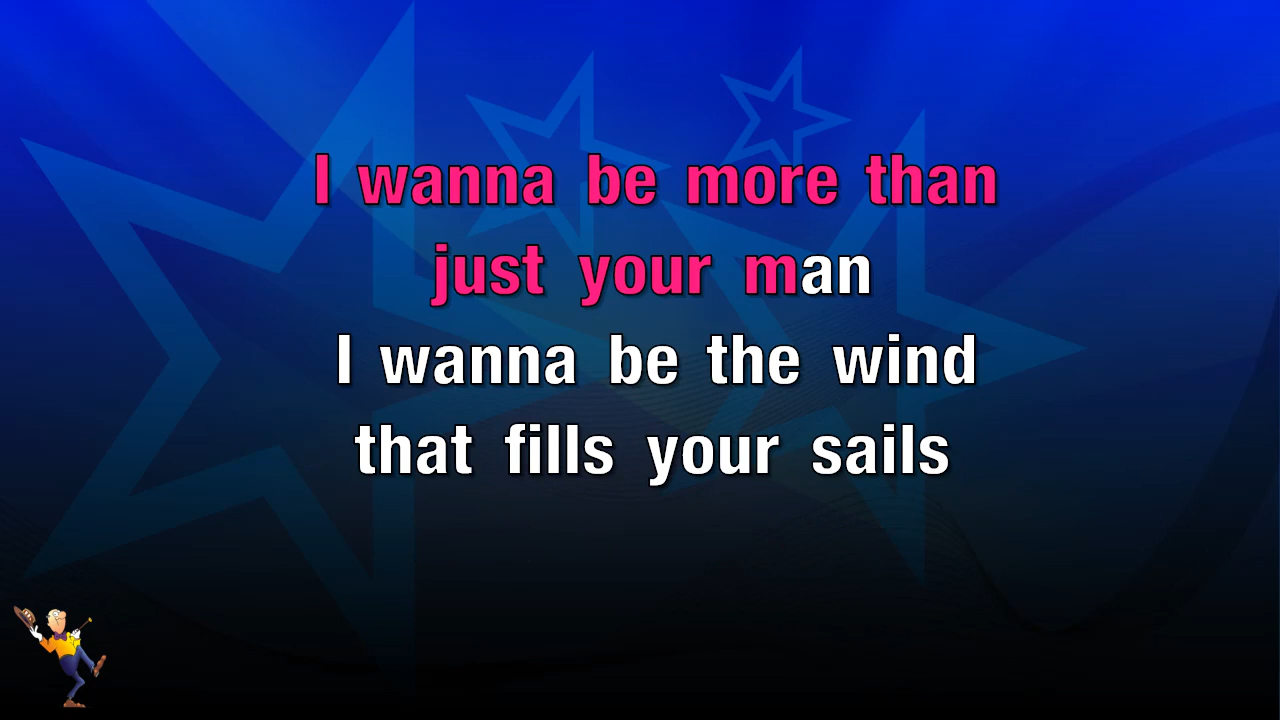 I wanna be more than
just your man
I wanna be the wind
that fills your sails